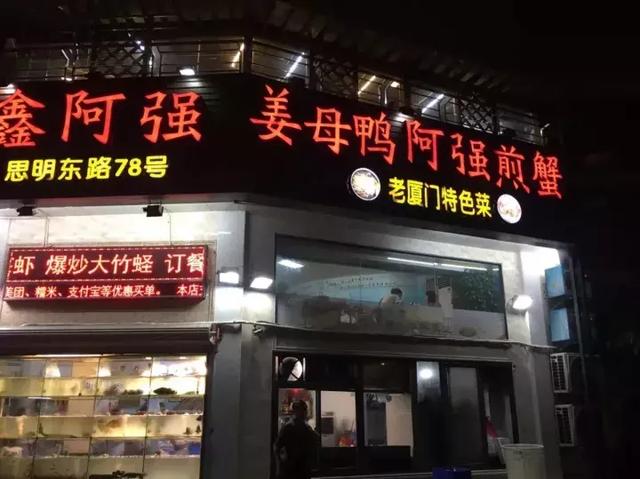 鑫阿强
姜母鸭阿强煎蟹
思明东路78号
老厦门特色菜
虾 爆炒大竹蛏 订餐
美团、糯米、支付宝等优惠买单。 本店